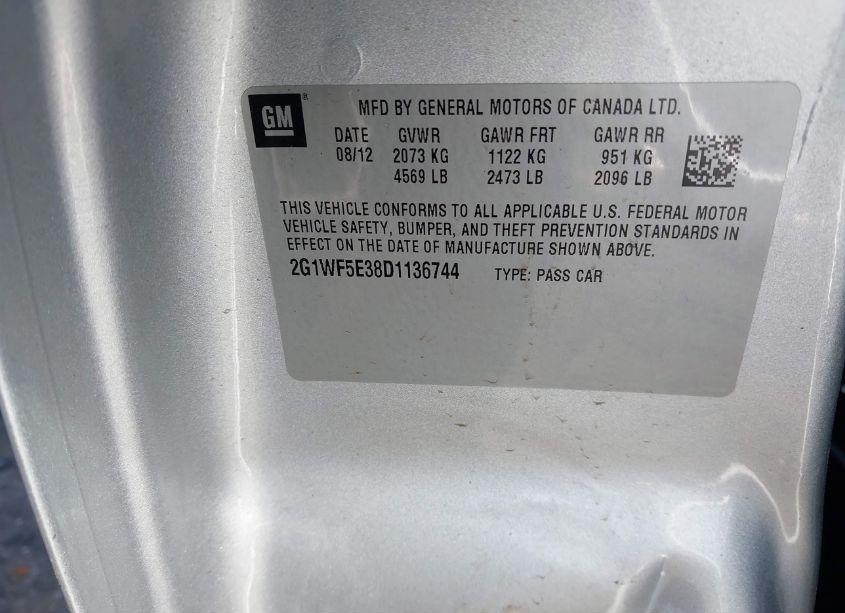 GM
MFD BY GENERAL MOTORS OF CANADA LTD.
DATE GVWR GAWR FRT GAWR RR
08/12 2073 KG 1122 KG 951 KG
4569 LB 2473 LB 2096 LB
THIS VEHICLE CONFORMS TO ALL APPLICABLE U.S. FEDERAL MOTOR
VEHICLE SAFETY, BUMPER, AND THEFT PREVENTION STANDARDS IN
EFFECT ON THE DATE OF MANUFACTURE SHOWN ABOVE.
2G1WF5E38D1136744 TYPE: PASS CAR